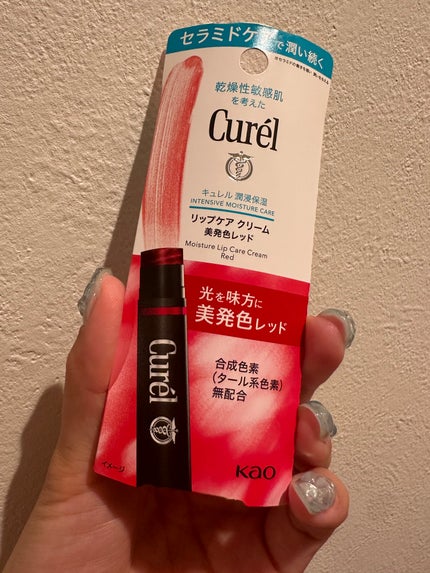 セラミドケアで潤い続く
乾燥性敏感肌
を考えた
Curél
キュレル 潤浸保湿
INTENSIVE MOISTURE CARE
リップケア クリーム
美発色レッド
Moisture Lip Care Cream
Red
光を味方に
美発色レッド
合成色素
(タール系色素)
無配合
Curél
イメージ
Kao